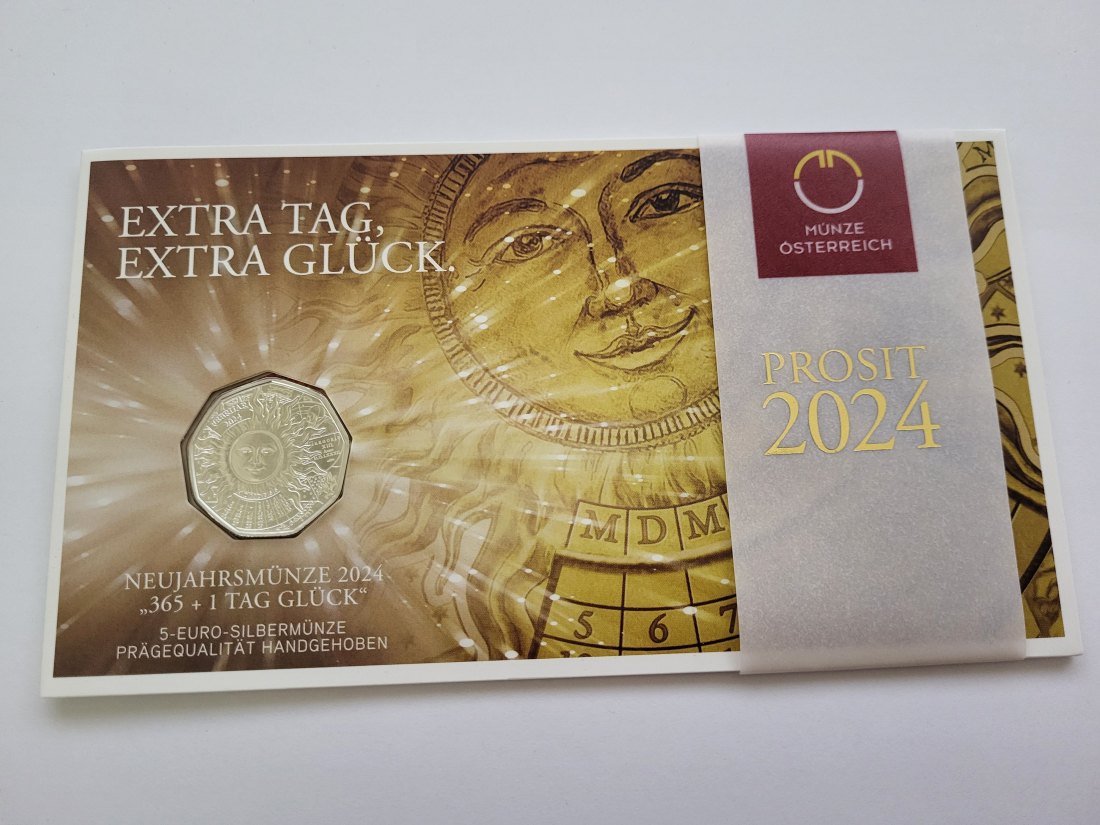 EXTRA TAG,
EXTRA GLÜCK.
MÜNZE
ÖSTERREICH
PROSIT
2024
M D M
5 6 7
NEUJAHRSMÜNZE 2024
„365 + 1 TAG GLÜCK“
5-EURO-SILBERMÜNZE
PRÄGEQUALITÄT HANDGEHOBEN